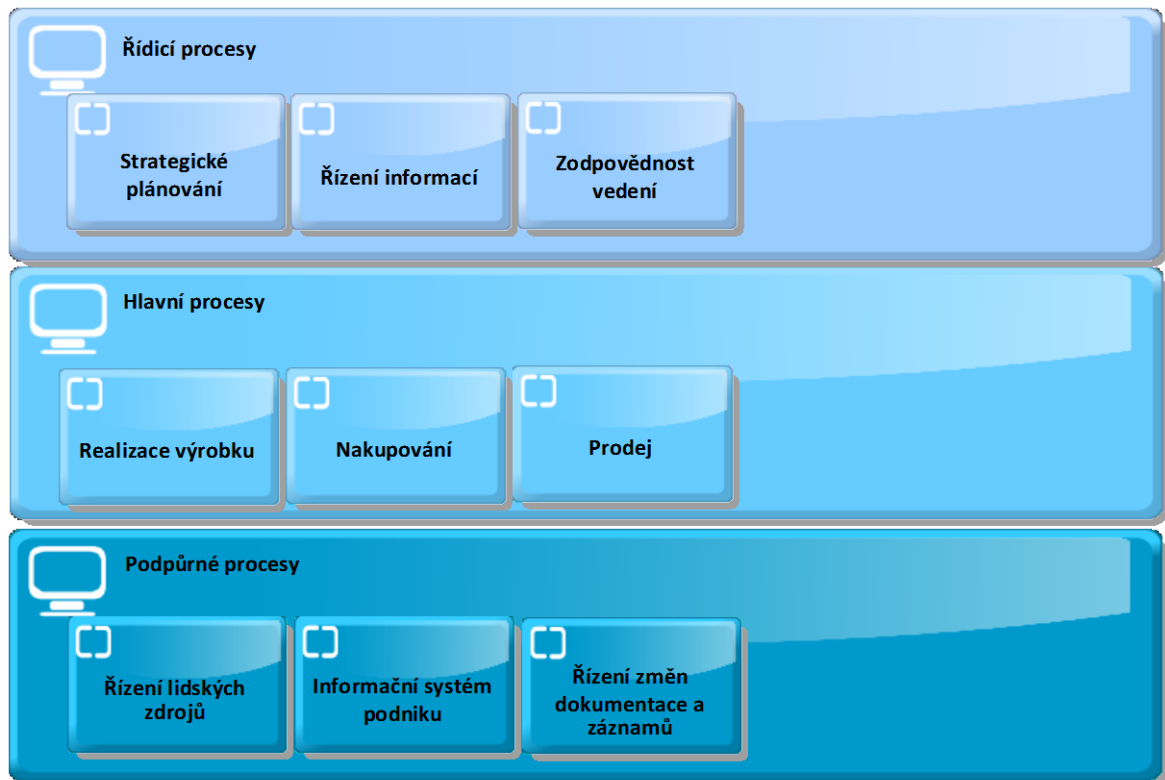 Řídicí procesy
Strategické
plánování
Řízení informací
Zodpovědnost
vedení
Hlavní procesy
Realizace výrobku
Nakupování
Prodej
Podpůrné procesy
Řízení lidských
zdrojů
Informační systém
podniku
Řízení změn
dokumentace a
záznamů